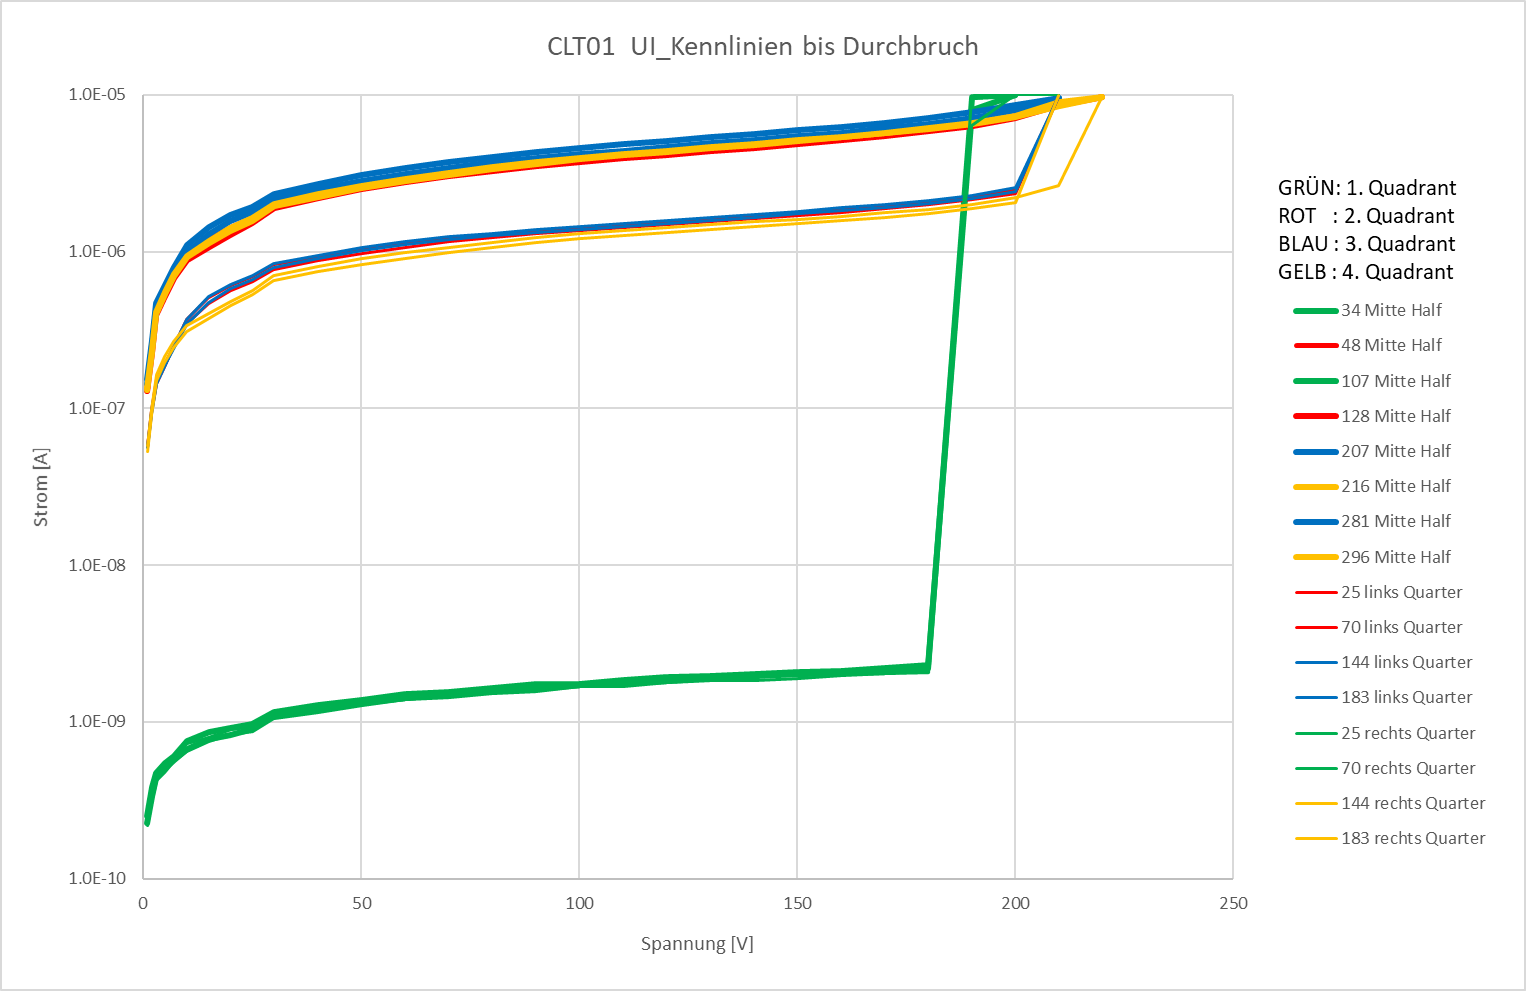 CLT01 UI_Kennlinien bis Durchbruch
1.0E-05
1.0E-06
1.0E-07
1.0E-08
1.0E-09
1.0E-10
Strom [A]
0 50 100 150 200 250
Spannung [V]
GRÜN: 1. Quadrant
ROT : 2. Quadrant
BLAU : 3. Quadrant
GELB : 4. Quadrant
34 Mitte Half
48 Mitte Half
107 Mitte Half
128 Mitte Half
207 Mitte Half
216 Mitte Half
281 Mitte Half
296 Mitte Half
25 links Quarter
70 links Quarter
144 links Quarter
183 links Quarter
25 rechts Quarter
70 rechts Quarter
144 rechts Quarter
183 rechts Quarter